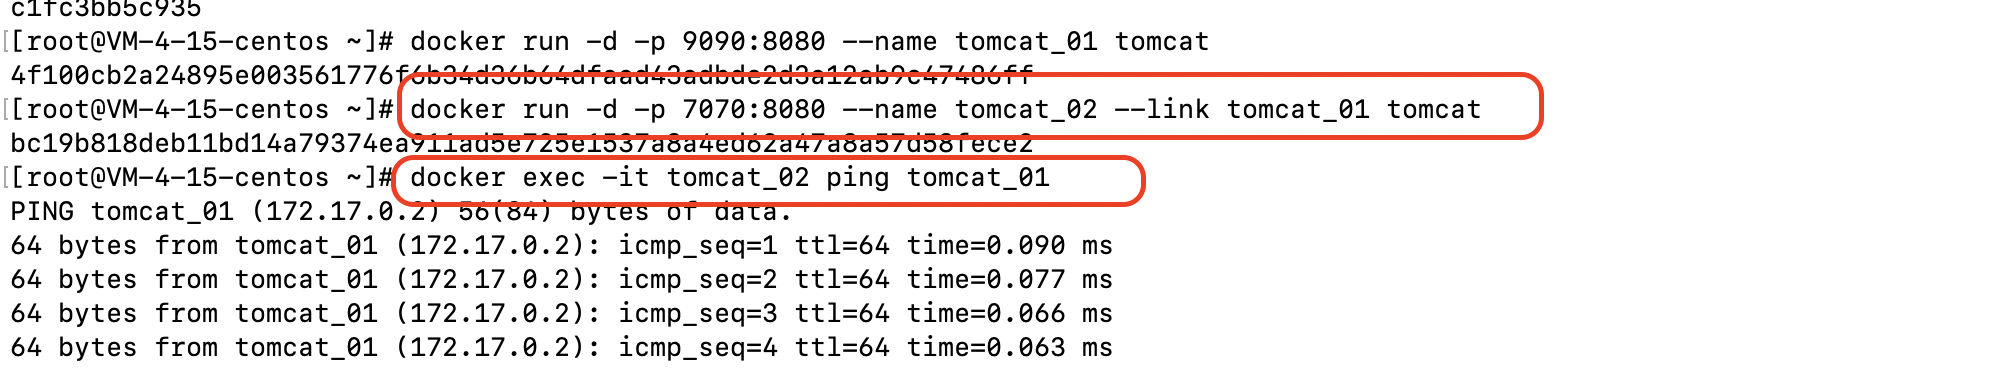 c1fc3bb5c935
[[root@VM-4-15-centos ~]# docker run -d -p 9090:8080 --name tomcat_01 tomcat
4f100cb2a24895e003561776f6b34d36b64dfaad43adbde2d3a12ab9c47486ff
[[root@VM-4-15-centos ~]# docker run -d -p 7070:8080 --name tomcat_02 --link tomcat_01 tomcat
bc19b818deb11bd14a79374ea911ad5e725e1537a8a4ed62a47a8a57d58fece2
[[root@VM-4-15-centos ~]# docker exec -it tomcat_02 ping tomcat_01
PING tomcat_01 (172.17.0.2) 56(84) bytes of data.
64 bytes from tomcat_01 (172.17.0.2): icmp_seq=1 ttl=64 time=0.090 ms
64 bytes from tomcat_01 (172.17.0.2): icmp_seq=2 ttl=64 time=0.077 ms
64 bytes from tomcat_01 (172.17.0.2): icmp_seq=3 ttl=64 time=0.066 ms
64 bytes from tomcat_01 (172.17.0.2): icmp_seq=4 ttl=64 time=0.063 ms